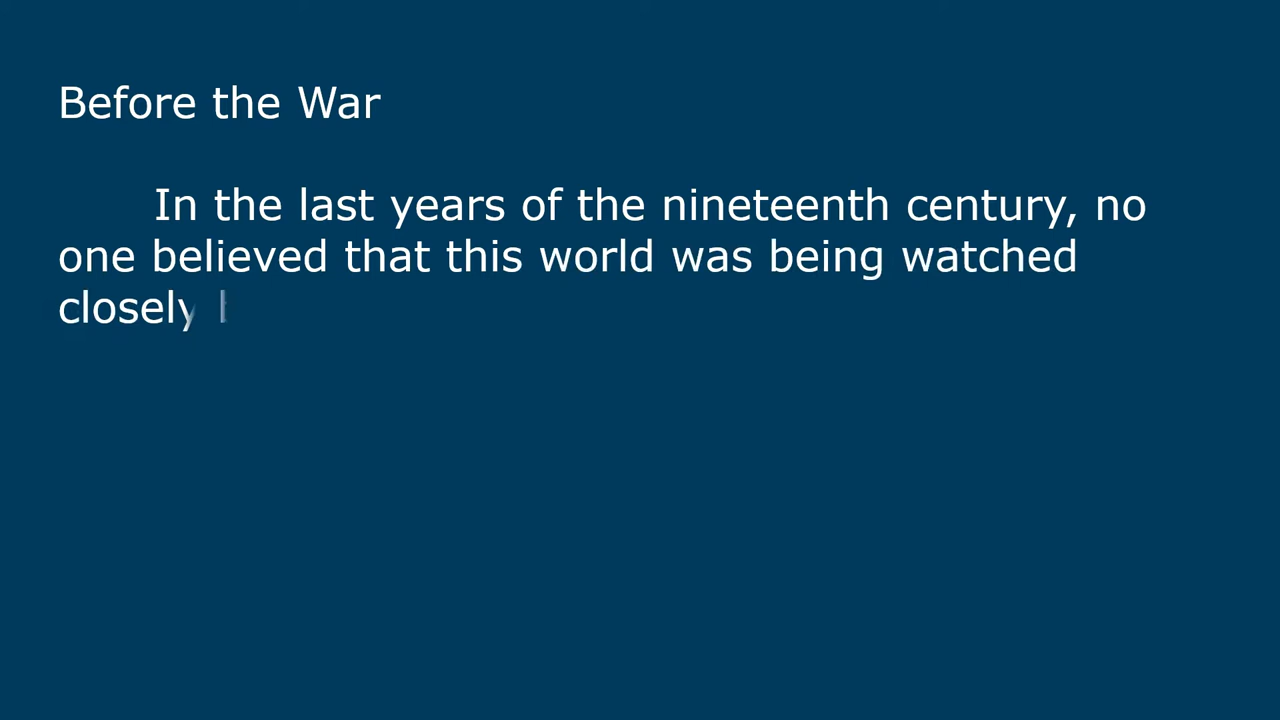 Before the War
In the last years of the nineteenth century, no
one believed that this world was being watched
closely